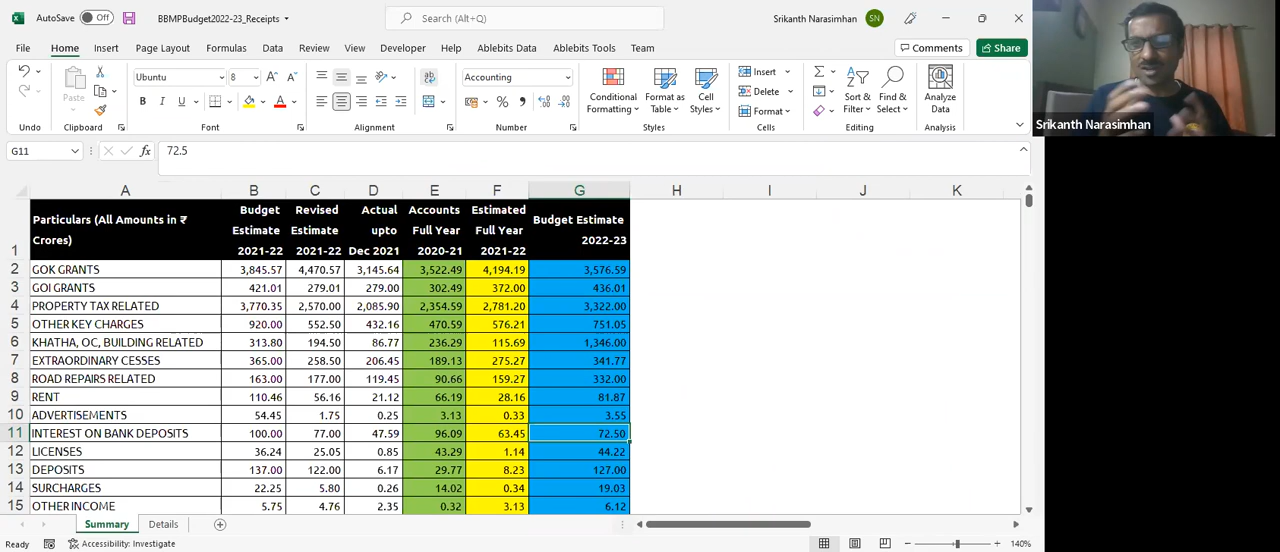 AutoSave Off BBMPBudget2022-23_Receipts Search (Alt+Q) Srikanth Narasimhan SN
File Home Insert Page Layout Formulas Data Developer Review View Help Ablebits Data Ablebits Tools Team Comments Share
Undo
Paste
Clipboard
Ubuntu 8
B I U A
Font
Alignment
Accounting
Number
Conditional Formatting
Format as Table
Cell Styles
Styles
Insert
Delete
Format
Cells
Sort & Filter
Find & Select
Editing
Analyze Data
Analysis
Srikanth Narasimhan
G11 fx 72.5
A B C D E F G H I J K
1 Particulars (All Amounts in ₹ Crores) Budget Estimate 2021-22 Revised Estimate 2021-22 Actual upto Dec 2021 Accounts Full Year 2020-21 Estimated Full Year 2021-22 Budget Estimate 2022-23
2 GOK GRANTS 3,845.57 4,470.57 3,145.64 3,522.49 4,194.19 3,576.59
3 GOI GRANTS 421.01 279.01 279.00 302.49 372.00 436.01
4 PROPERTY TAX RELATED 3,770.35 2,570.00 2,085.90 2,354.59 2,781.20 3,322.00
5 OTHER KEY CHARGES 920.00 552.50 432.16 470.59 576.21 751.05
6 KHATHA, OC, BUILDING RELATED 313.80 194.50 86.77 236.29 115.69 1,346.00
7 EXTRAORDINARY CESSES 365.00 258.50 206.45 189.13 275.27 341.77
8 ROAD REPAIRS RELATED 163.00 177.00 119.45 90.66 159.27 332.00
9 RENT 110.46 56.16 21.12 66.19 28.16 81.87
10 ADVERTISEMENTS 54.45 1.75 0.25 3.13 0.33 3.55
11 INTEREST ON BANK DEPOSITS 100.00 77.00 47.59 96.09 63.45 72.50
12 LICENSES 36.24 25.05 0.85 43.29 1.14 44.22
13 DEPOSITS 137.00 122.00 6.17 29.77 8.23 127.00
14 SURCHARGES 22.25 5.80 0.26 14.02 0.34 19.03
15 OTHER INCOME 5.75 4.76 2.35 0.32 3.13 6.12
Summary Details
Ready Accessibility: Investigate 140%